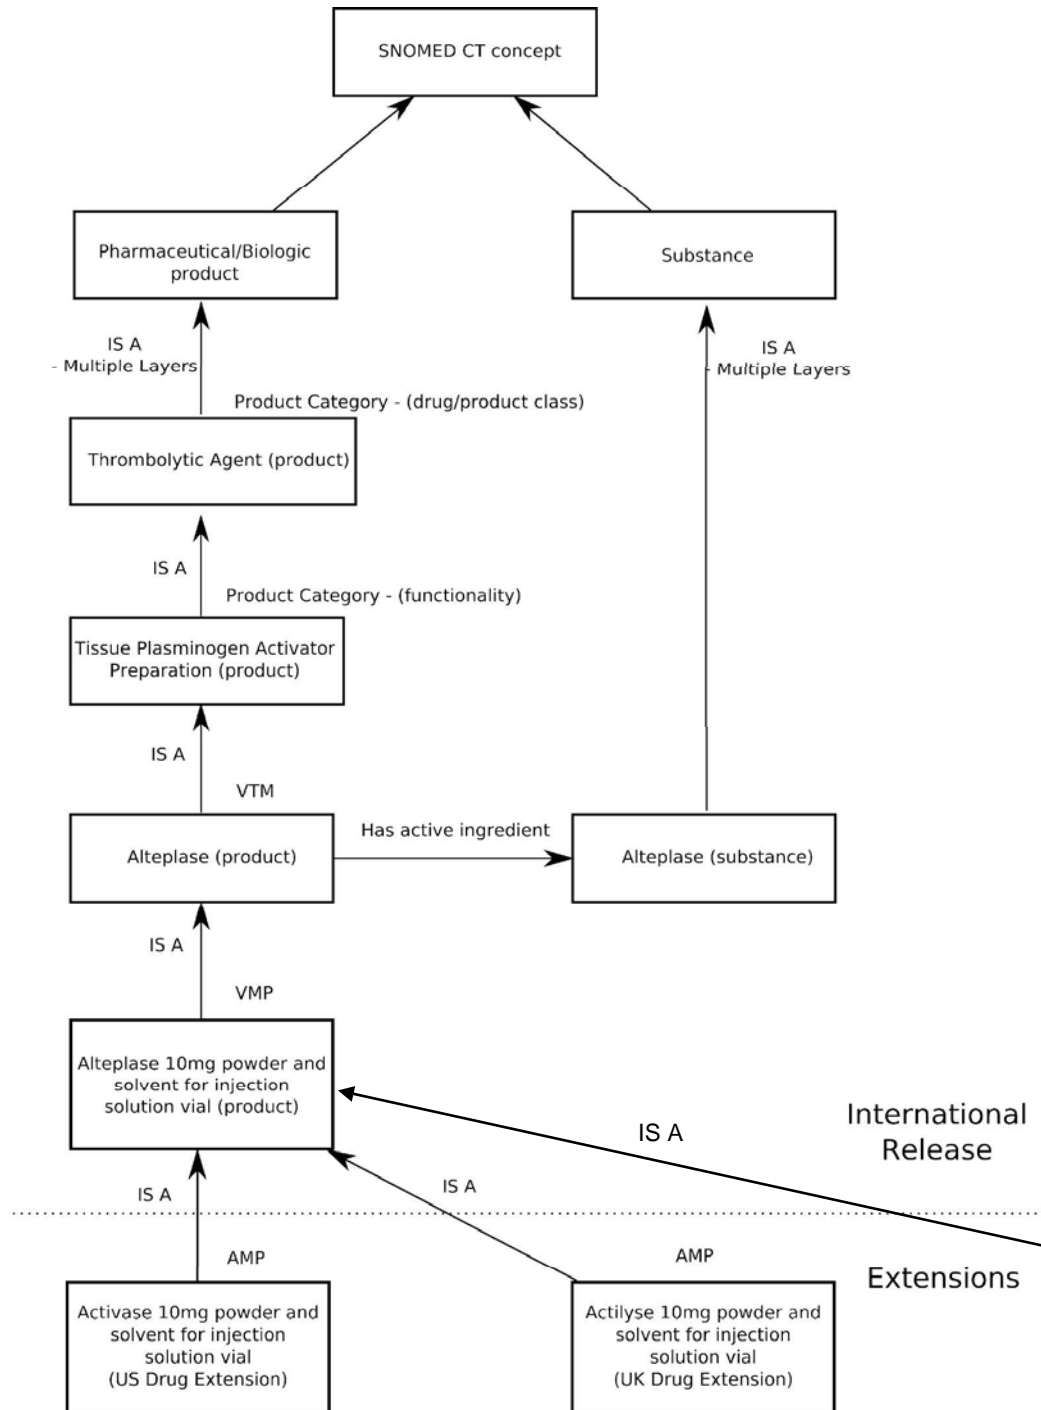 SNOMED CT concept
Pharmaceutical/Biologic
product
Substance
IS A
- Multiple Layers
IS A
- Multiple Layers
Product Category - (drug/product class)
Thrombolytic Agent (product)
IS A
Product Category - (functionality)
Tissue Plasminogen Activator
Preparation (product)
IS A
VTM
Has active ingredient
Alteplase (product)
Alteplase (substance)
IS A
VMP
Alteplase 10mg powder and
solvent for injection
solution vial (product)
IS A
International
Release
IS A
IS A
AMP
AMP
Extensions
Activase 10mg powder and
solvent for injection
solution vial
(US Drug Extension)
Actilyse 10mg powder and
solvent for injection
solution vial
(UK Drug Extension)